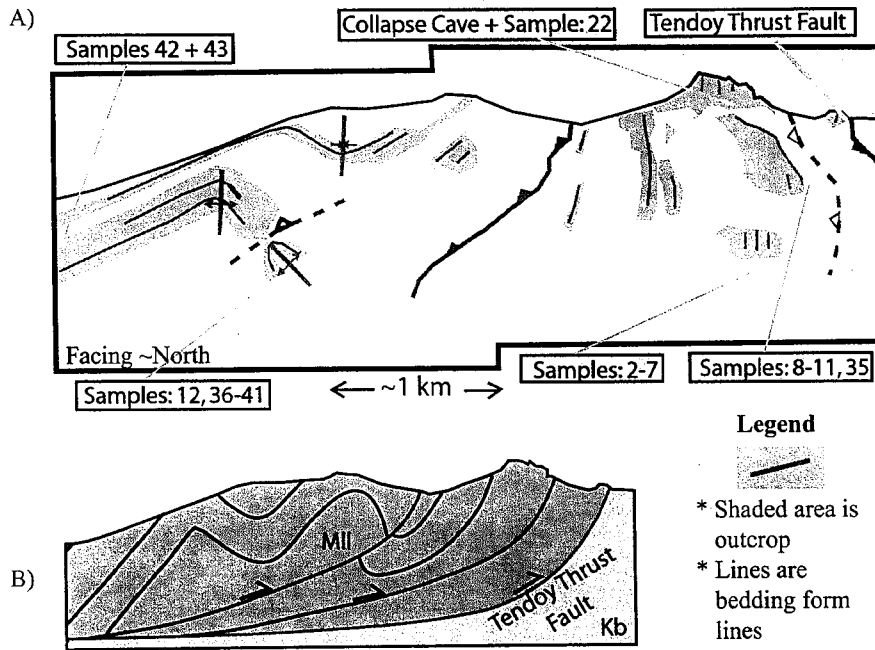 A)
Samples 42 + 43
Collapse Cave + Sample: 22
Tendoy Thrust Fault
Facing ~North
Samples: 12, 36-41
~1 km
Samples: 2-7
Samples: 8-11, 35
Legend
* Shaded area is
outcrop
* Lines are
bedding form
lines
B)
Mll
Tendoy Thrust
Fault
Kb